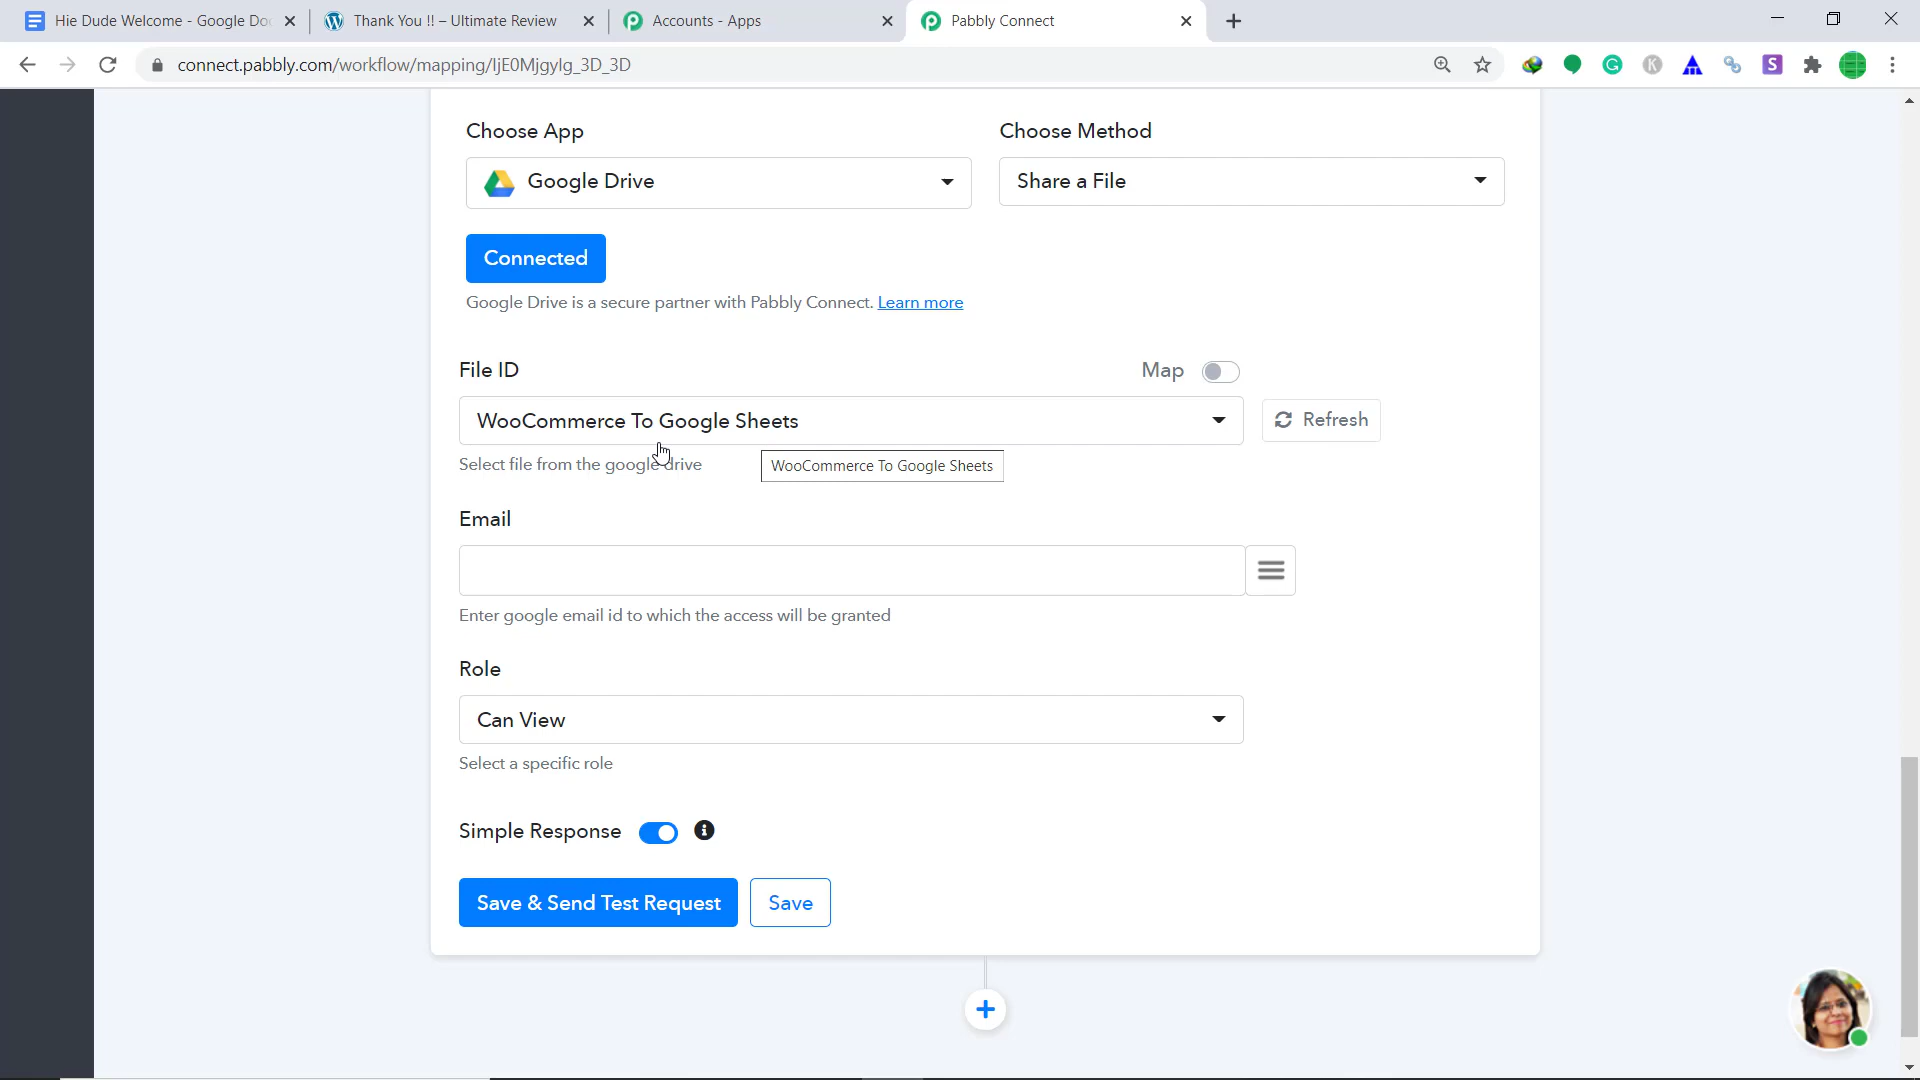 Hie Dude Welcome - Google Do
Thank You !! – Ultimate Review
Accounts - Apps
Pabbly Connect
connect.pabbly.com/workflow/mapping/IjE0MjgyIg_3D_3D
Choose App
Choose Method
Google Drive
Share a File
Connected
Google Drive is a secure partner with Pabbly Connect. Learn more
File ID
Map
WooCommerce To Google Sheets
Refresh
Select file from the google drive
WooCommerce To Google Sheets
Email
Enter google email id to which the access will be granted
Role
Can View
Select a specific role
Simple Response
Save & Send Test Request
Save